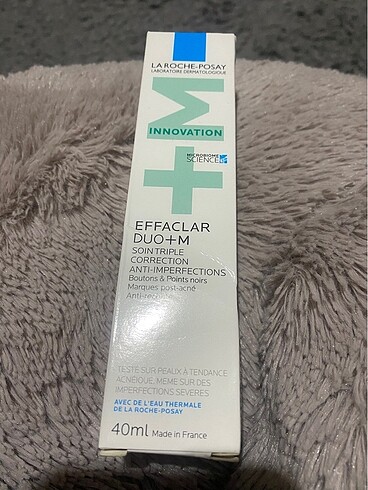 LA ROCHE-POSAY
LABORATOIRE DERMATOLOGIQUE
M
INNOVATION
MICROBIOME
SCIENCE
+
EFFACLAR
DUO+M
SOIN TRIPLE
CORRECTION
ANTI-IMPERFECTIONS
Boutons & Points noirs
Marques post-acné
TESTÉ SUR PEAUX À TENDANCE
ACNÉIQUE, MÊME SUR DES
IMPERFECTIONS SÉVÈRES
AVEC DE L'EAU THERMALE
DE LA ROCHE-POSAY
40ml Made in France